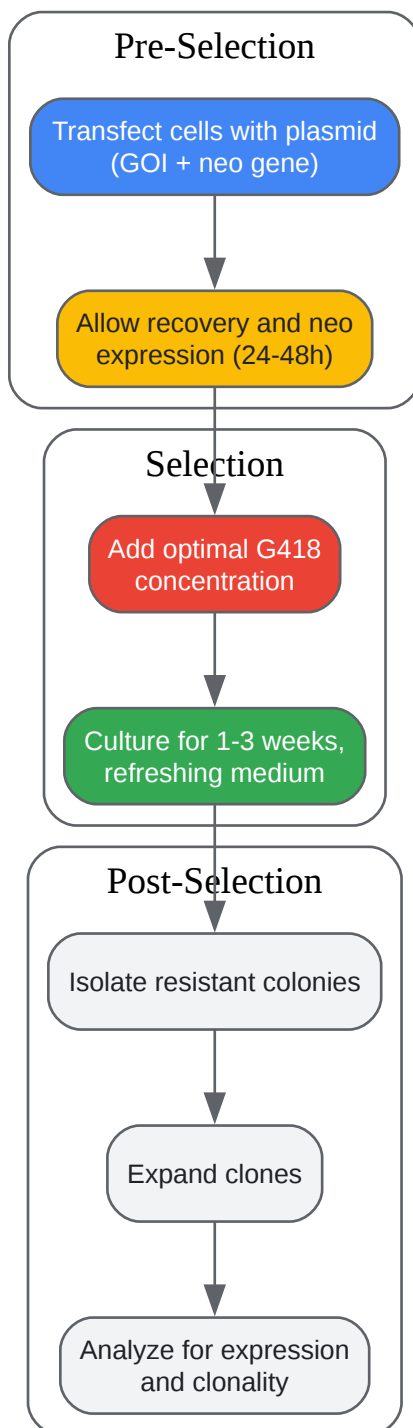 Pre-Selection
Transfect cells with plasmid
(GOI + neo gene)
Allow recovery and neo
expression (24-48h)
Selection
Add optimal G418
concentration
Culture for 1-3 weeks,
refreshing medium
Post-Selection
Isolate resistant colonies
Expand clones
Analyze for expression
and clonality